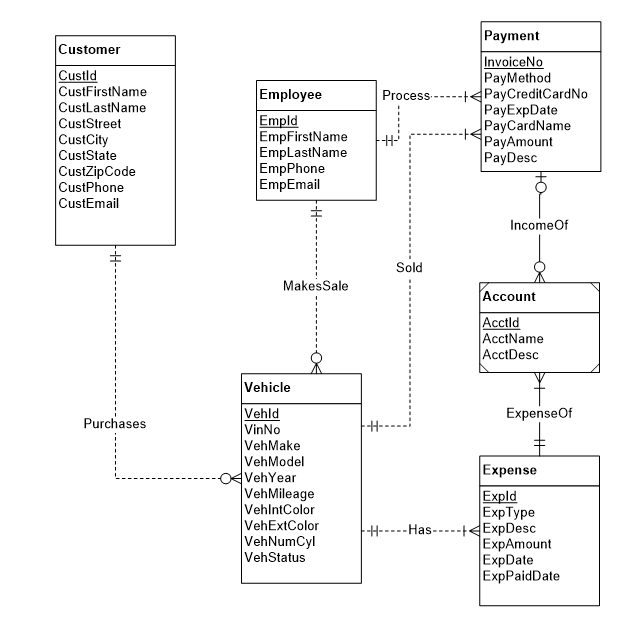 Customer
CustId
CustFirstName
CustLastName
CustStreet
CustCity
CustState
CustZipCode
CustPhone
CustEmail
Employee
EmpId
EmpFirstName
EmpLastName
EmpPhone
EmpEmail
Process
Payment
InvoiceNo
PayMethod
PayCreditCardNo
PayExpDate
PayCardName
PayAmount
PayDesc
IncomeOf
Sold
MakesSale
Account
AcctId
AcctName
AcctDesc
Purchases
Vehicle
VehId
VinNo
VehMake
VehModel
VehYear
VehMileage
VehIntColor
VehExtColor
VehNumCyl
VehStatus
ExpenseOf
Has
Expense
ExpId
ExpType
ExpDesc
ExpAmount
ExpDate
ExpPaidDate